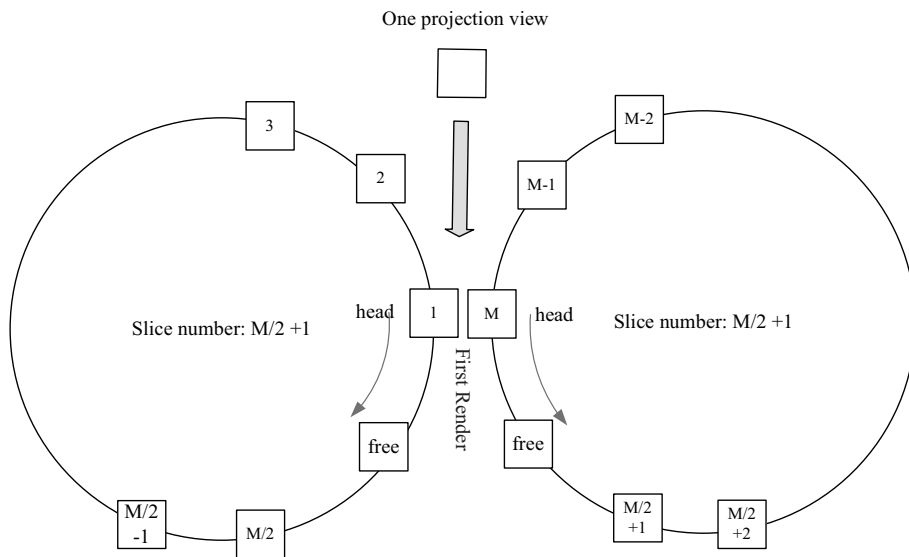 One projection view
3
2
M-2
M-1
head
1
M
head
Slice number: M/2 +1
Slice number: M/2 +1
First Render
free
free
M/2
-1
M/2
M/2
+1
M/2
+2